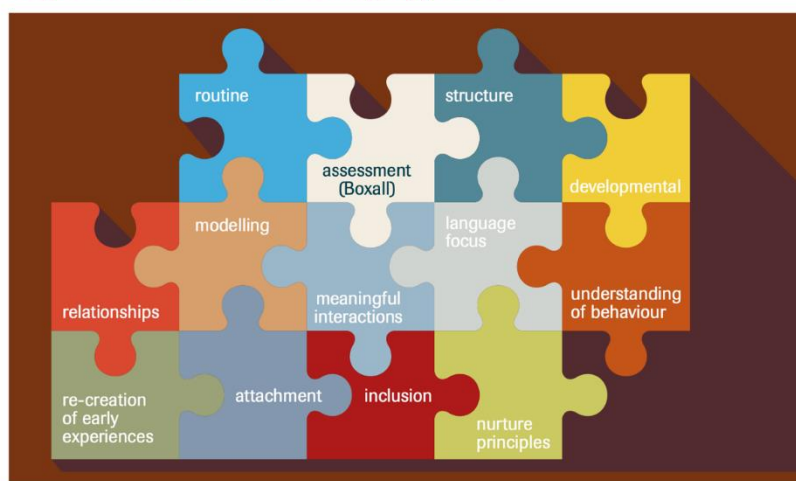 routine
assessment
(Boxall)
structure
developmental
relationships
modelling
meaningful
interactions
language
focus
understanding
of behaviour
re-creation
of early
experiences
attachment
inclusion
nurture
principles